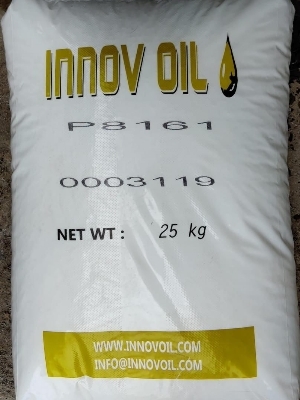 INNOV OIL
P8161
0003119
NET WT : 25 kg
WWW.INNOVOIL.COM
INFO@INNOVOIL.COM